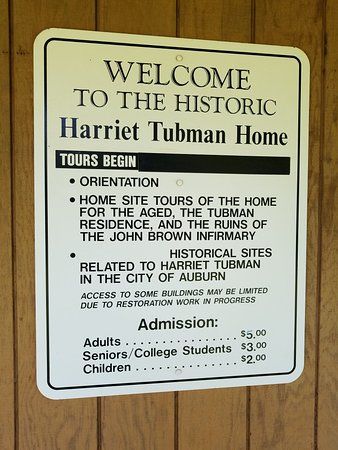 WELCOME
TO THE HISTORIC
Harriet Tubman Home
TOURS BEGIN
• ORIENTATION
• HOME SITE TOURS OF THE HOME
FOR THE AGED, THE TUBMAN
RESIDENCE, AND THE RUINS OF
THE JOHN BROWN INFIRMARY
• HISTORICAL SITES
RELATED TO HARRIET TUBMAN
IN THE CITY OF AUBURN
ACCESS TO SOME BUILDINGS MAY BE LIMITED
DUE TO RESTORATION WORK IN PROGRESS
Admission:
Adults . . . . . . . . . . . . . . $5.00
Seniors/College Students $3.00
Children . . . . . . . . . . . . $2.00